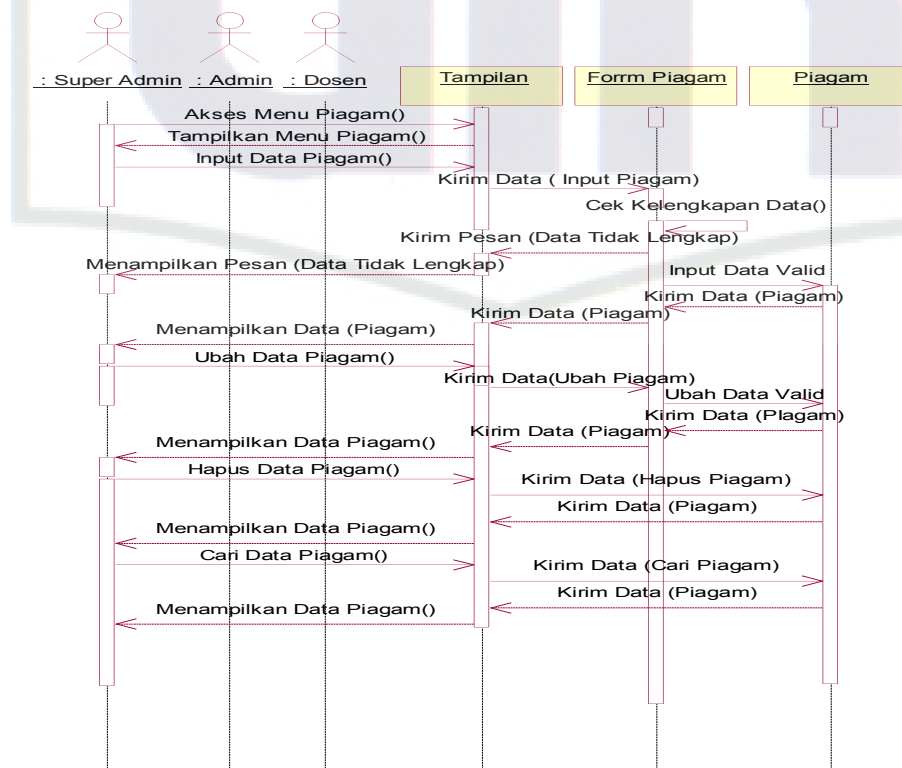 : Super Admin : Admin : Dosen Tampilan Forrm Piagam Piagam
Akses Menu Piagam()
Tampilkan Menu Piagam()
Input Data Piagam()
Kirim Data ( Input Piagam)
Cek Kelengkapan Data()
Kirim Pesan (Data Tidak Lengkap)
Menampilkan Pesan (Data Tidak Lengkap)
Input Data Valid
Kirim Data (Piagam)
Kirim Data (Piagam)
Menampilkan Data (Piagam)
Ubah Data Piagam()
Kirim Data(Ubah Piagam)
Ubah Data Valid
Kirim Data (PIagam)
Kirim Data (Piagam)
Menampilkan Data Piagam()
Hapus Data Piagam()
Kirim Data (Hapus Piagam)
Kirim Data (Piagam)
Menampilkan Data Piagam()
Cari Data Piagam()
Kirim Data (Cari Piagam)
Kirim Data (Piagam)
Menampilkan Data Piagam()